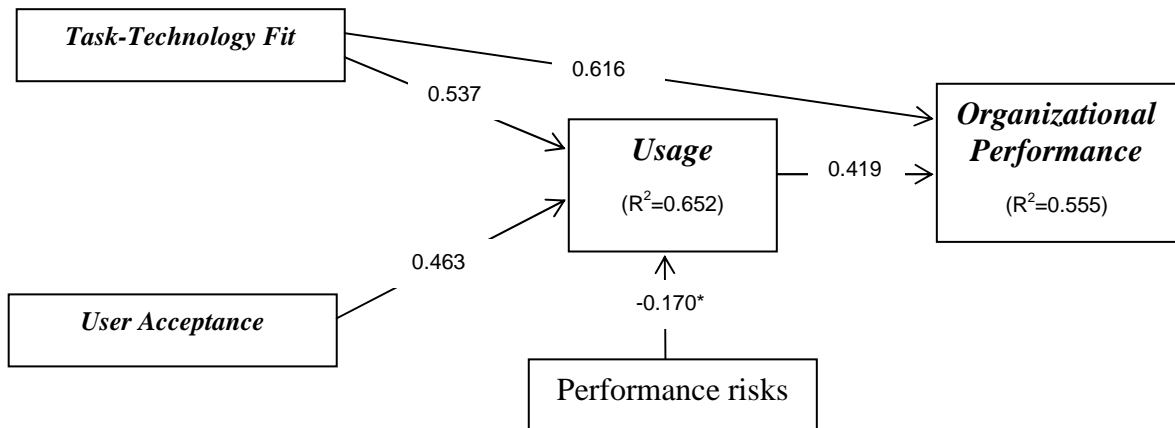 Task-Technology Fit
0.616
0.537
Organizational
Performance
(R²=0.555)
Usage
(R²=0.652)
0.419
0.463
User Acceptance
-0.170*
Performance risks